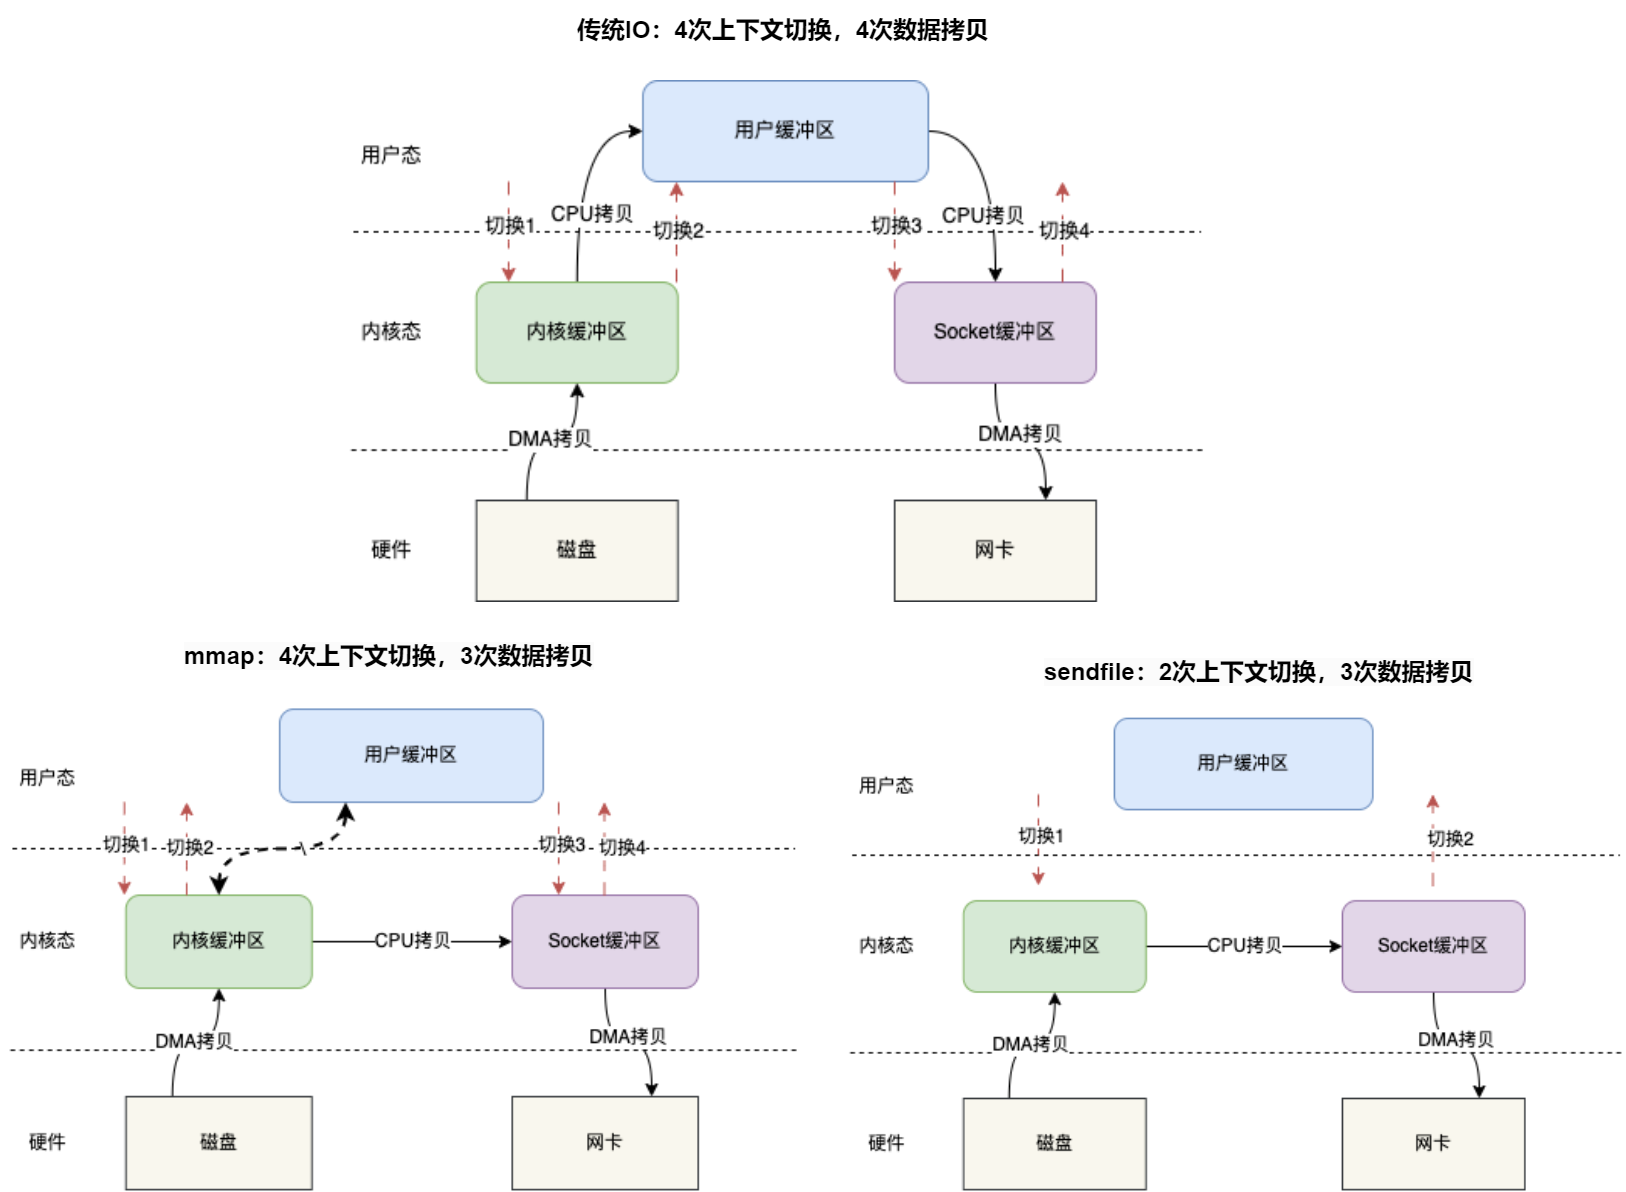 传统IO：4次上下文切换，4次数据拷贝
用户缓冲区
用户态
切换1
CPU拷贝
切换2
切换3
CPU拷贝
切换4
内核态
内核缓冲区
Socket缓冲区
DMA拷贝
DMA拷贝
硬件
磁盘
网卡
mmap：4次上下文切换，3次数据拷贝
用户缓冲区
用户态
切换1
切换2
切换3
切换4
内核态
内核缓冲区
CPU拷贝
Socket缓冲区
DMA拷贝
DMA拷贝
硬件
磁盘
网卡
sendfile：2次上下文切换，3次数据拷贝
用户缓冲区
用户态
切换1
切换2
内核态
内核缓冲区
CPU拷贝
Socket缓冲区
DMA拷贝
DMA拷贝
硬件
磁盘
网卡